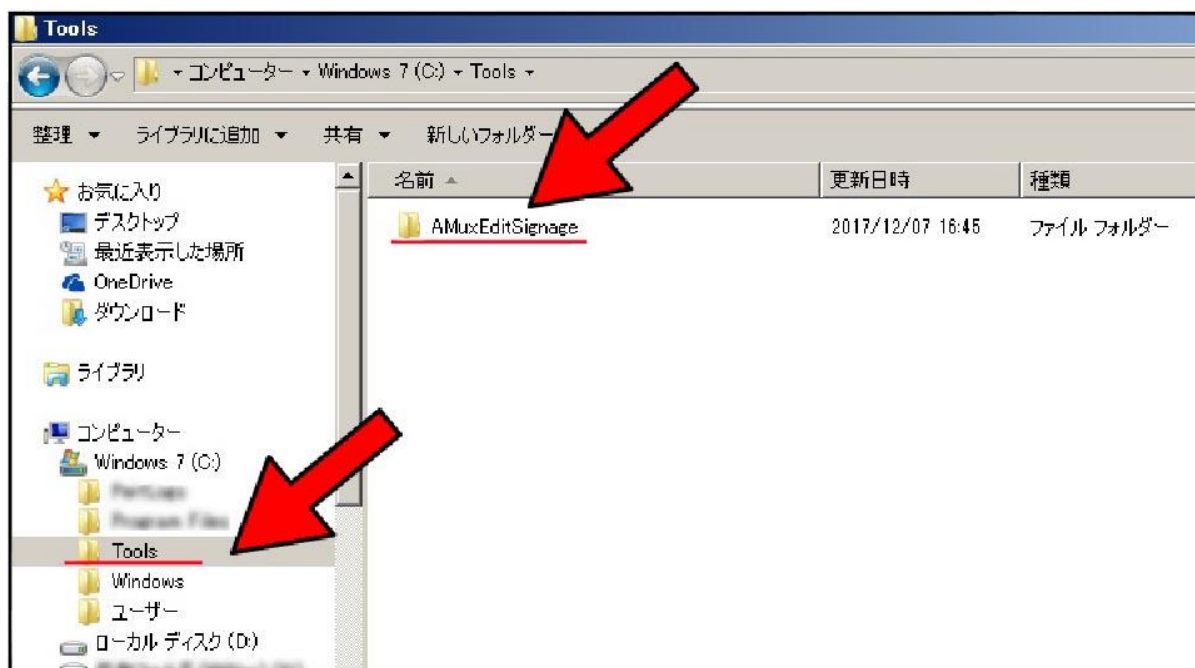 Tools
コンピューター Windows 7 (C:) Tools
整理 ライブラリに追加 共有 新しいフォルダー
名前 更新日時 種類
お気に入り
デスクトップ
最近表示した場所
OneDrive
ダウンロード
ライブラリ
コンピューター
Windows 7 (C:)
Tools
Windows
ユーザー
ローカル ディスク (D:)
AMuxEditSignage 2017/12/07 16:45 ファイル フォルダー